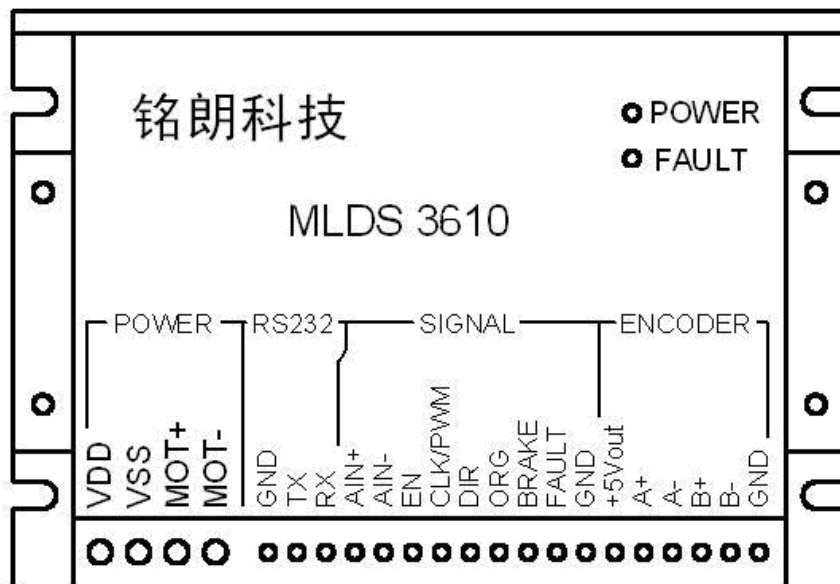 铭朗科技
POWER
FAULT
MLDS 3610
POWER RS232 SIGNAL ENCODER
VDD
VSS
MOT+
MOT-
GND
TX
RX
AIN+
AIN-
EN
CLK/PWM
DIR
ORG
BRAKE
FAULT
GND
+5Vout
A+
A-
B+
B-
GND